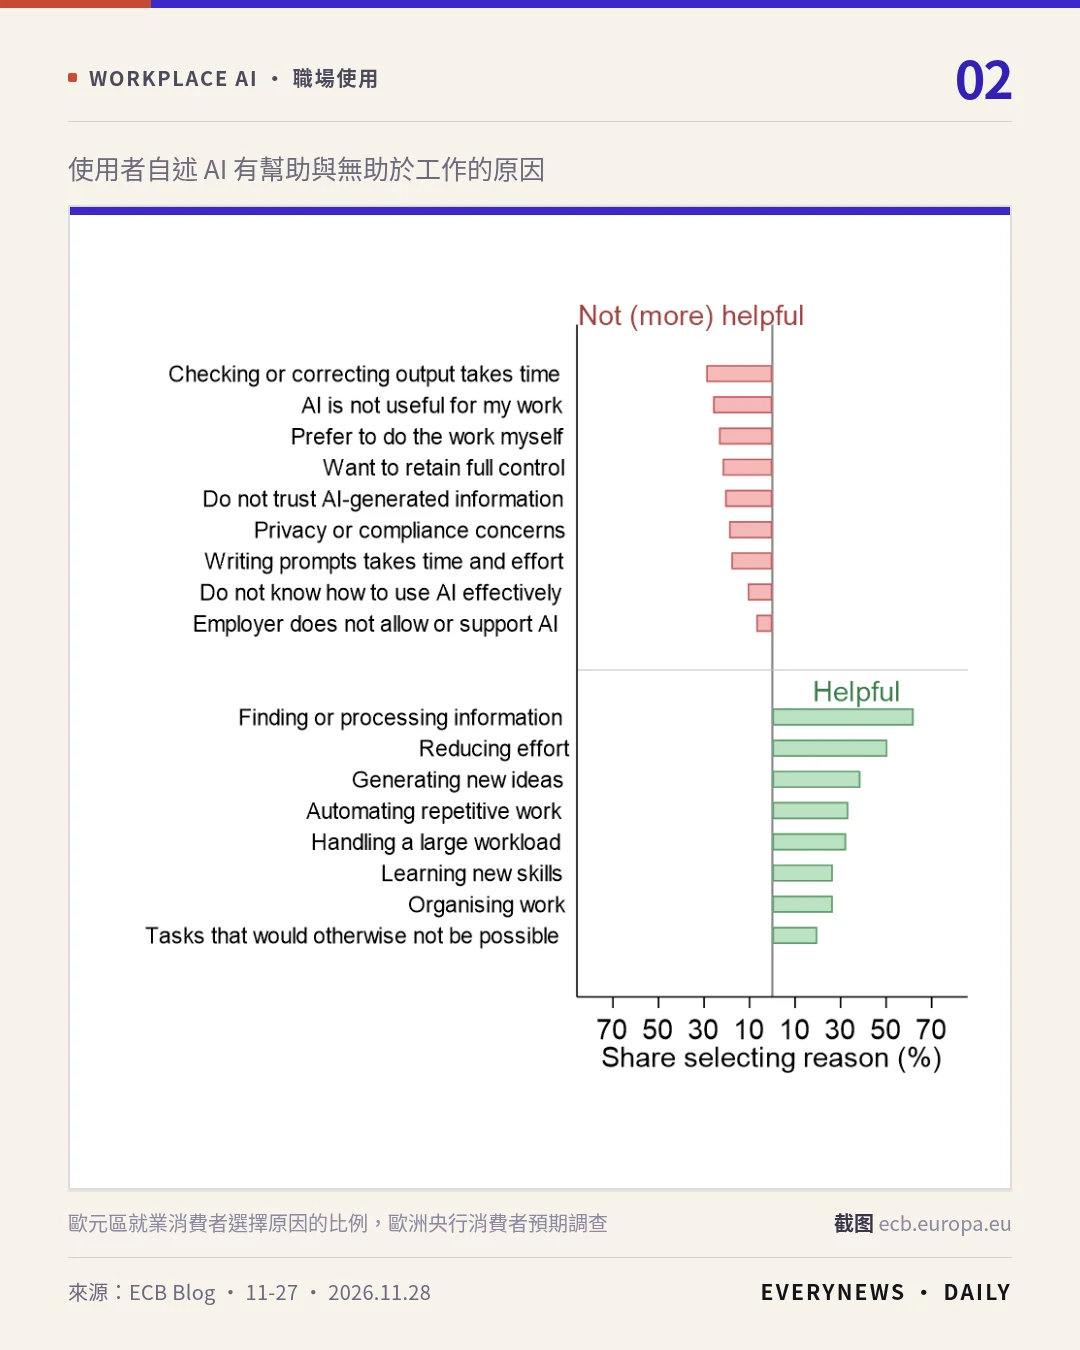 WORKPLACE AI • 職場使用
02
使用者自述 AI 有幫助與無助於工作的原因
Not (more) helpful
Checking or correcting output takes time
AI is not useful for my work
Prefer to do the work myself
Want to retain full control
Do not trust AI-generated information
Privacy or compliance concerns
Writing prompts takes time and effort
Do not know how to use AI effectively
Employer does not allow or support AI
Helpful
Finding or processing information
Reducing effort
Generating new ideas
Automating repetitive work
Handling a large workload
Learning new skills
Organising work
Tasks that would otherwise not be possible
70 50 30 10 10 30 50 70
Share selecting reason (%)
歐元區就業消費者選擇原因的比例，歐洲央行消費者預期調查
截图 ecb.europa.eu
來源：ECB Blog • 11-27 • 2026.11.28
EVERYNEWS • DAILY